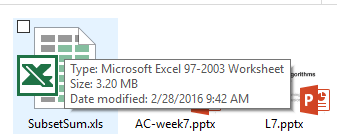 Type: Microsoft Excel 97-2003 Worksheet
Size: 3.20 MB
Date modified: 2/28/2016 9:42 AM
SubsetSum.xls
AC-week7.pptx
L7.pptx